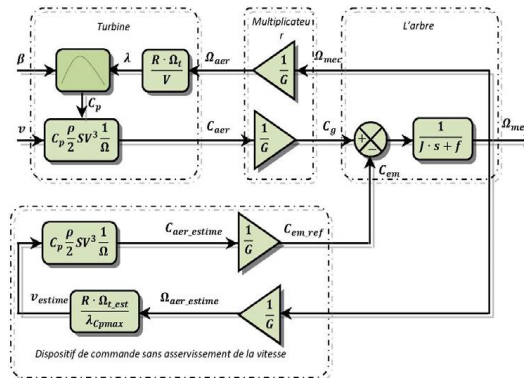 Turbine
Multiplicateu
r
L'arbre
β
λ
R · Ω_t
V
Ω_aer
1
G
Ω_mec
C_p
v
C_p ρ/2 SV³ 1/Ω
C_aer
1
G
C_g
+
−
1
J · s + f
Ω_me
C_em
C_p ρ/2 SV³ 1/Ω
C_aer_estime
1
G
C_em_ref
v_estime
R · Ω_t_est
λ_Cpmax
Ω_aer_estime
1
G
Dispositif de commande sans asservissement de la vitesse